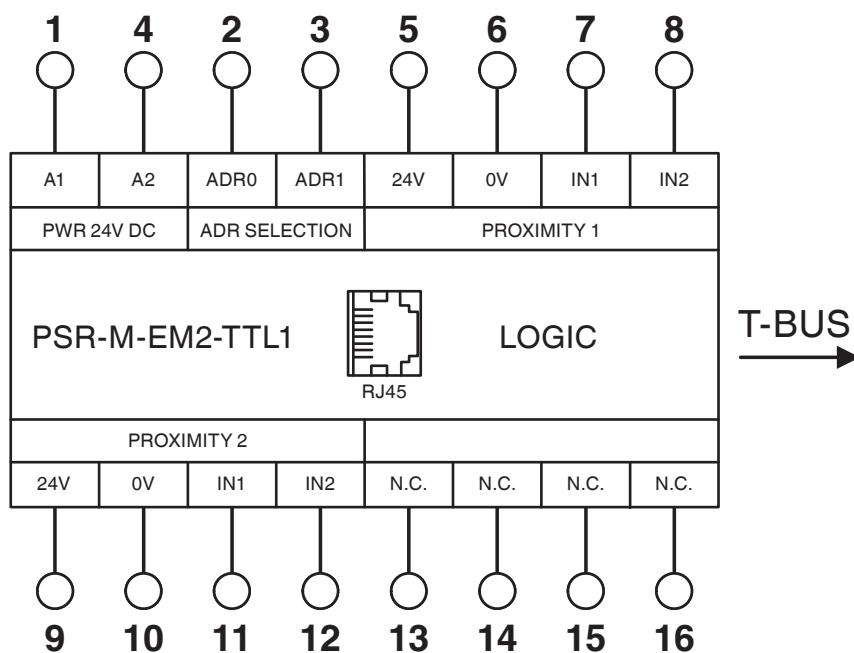 1 4 2 3 5 6 7 8
A1 A2 ADR0 ADR1 24V 0V IN1 IN2
PWR 24V DC ADR SELECTION PROXIMITY 1
PSR-M-EM2-TTL1 LOGIC T-BUS
RJ45
PROXIMITY 2
24V 0V IN1 IN2 N.C. N.C. N.C. N.C.
9 10 11 12 13 14 15 16